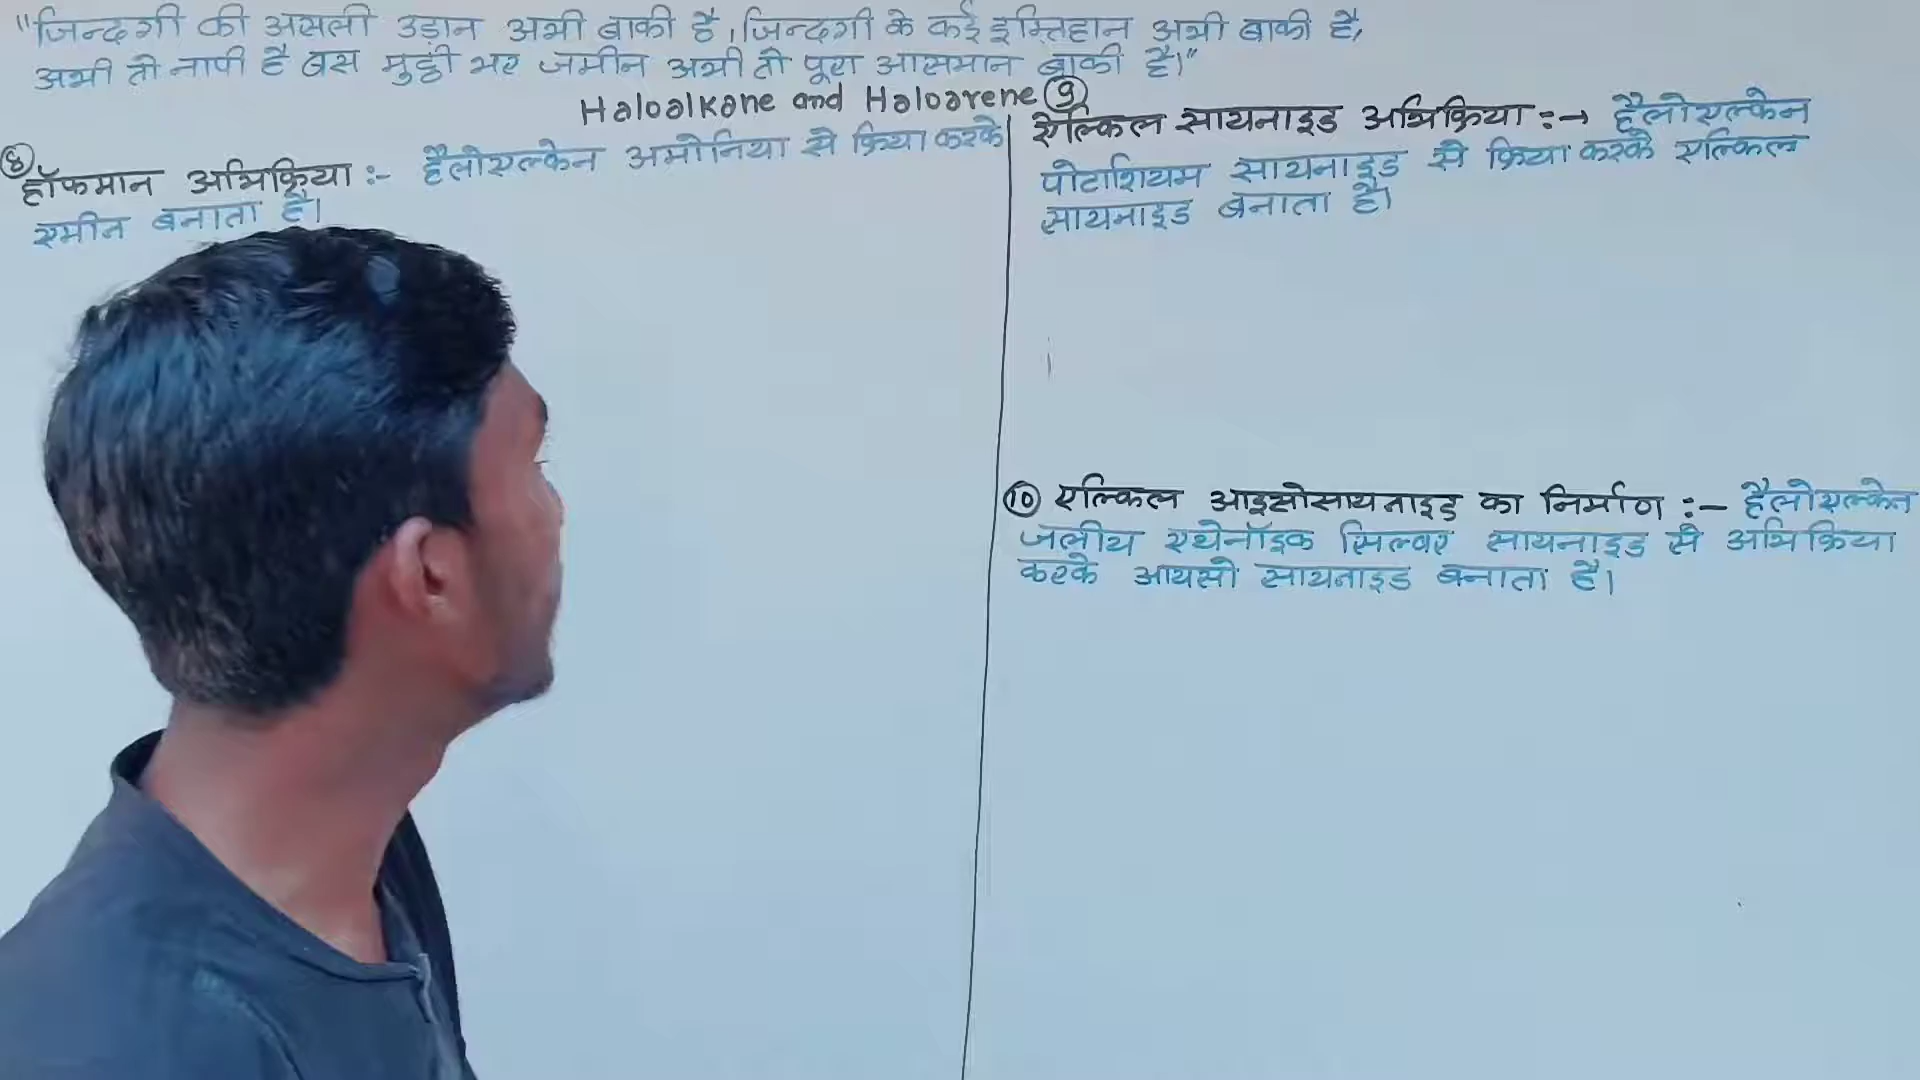 "जिन्दगी की असली उड़ान अभी बाकी है, जिन्दगी के कई इम्तिहान अभी बाकी है,
अभी तो नापी है बस मुट्ठी भर जमीन अभी तो पूरा आसमान बाकी है।"
Haloalkane and Haloarene
⑧ हॉफमान अभिक्रिया :- हैलोएल्केन अमोनिया से क्रिया करके
एमीन बनाता है।
⑨ ऐल्किल सायनाइड अभिक्रिया :→ हैलोएल्केन
पोटाशियम सायनाइड से क्रिया करके एल्किल
सायनाइड बनाता है।
⑩ एल्किल आइसोसायनाइड का निर्माण :- हैलोएल्केन
जलीय एथेनॉइक सिल्वर सायनाइड से अभिक्रिया
करके आयसो सायनाइड बनाता है।